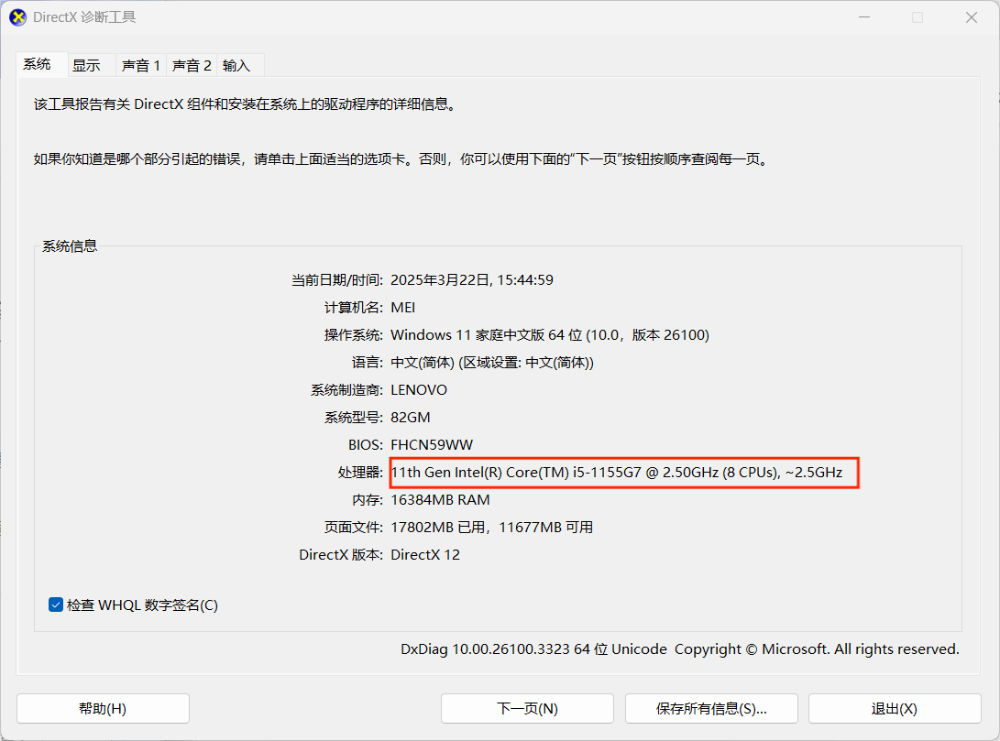 DirectX 诊断工具
系统 显示 声音 1 声音 2 输入
该工具报告有关 DirectX 组件和安装在系统上的驱动程序的详细信息。
如果你知道是哪个部分引起的错误，请单击上面适当的选项卡。否则，你可以使用下面的“下一页”按钮按顺序查阅每一页。
系统信息
当前日期/时间: 2025年3月22日, 15:44:59
计算机名: MEI
操作系统: Windows 11 家庭中文版 64 位 (10.0，版本 26100)
语言: 中文(简体) (区域设置: 中文(简体))
系统制造商: LENOVO
系统型号: 82GM
BIOS: FHCN59WW
处理器: 11th Gen Intel(R) Core(TM) i5-1155G7 @ 2.50GHz (8 CPUs), ~2.5GHz
内存: 16384MB RAM
页面文件: 17802MB 已用，11677MB 可用
DirectX 版本: DirectX 12
检查 WHQL 数字签名(C)
DxDiag 10.00.26100.3323 64 位 Unicode Copyright © Microsoft. All rights reserved.
帮助(H) 下一页(N) 保存所有信息(S)... 退出(X)